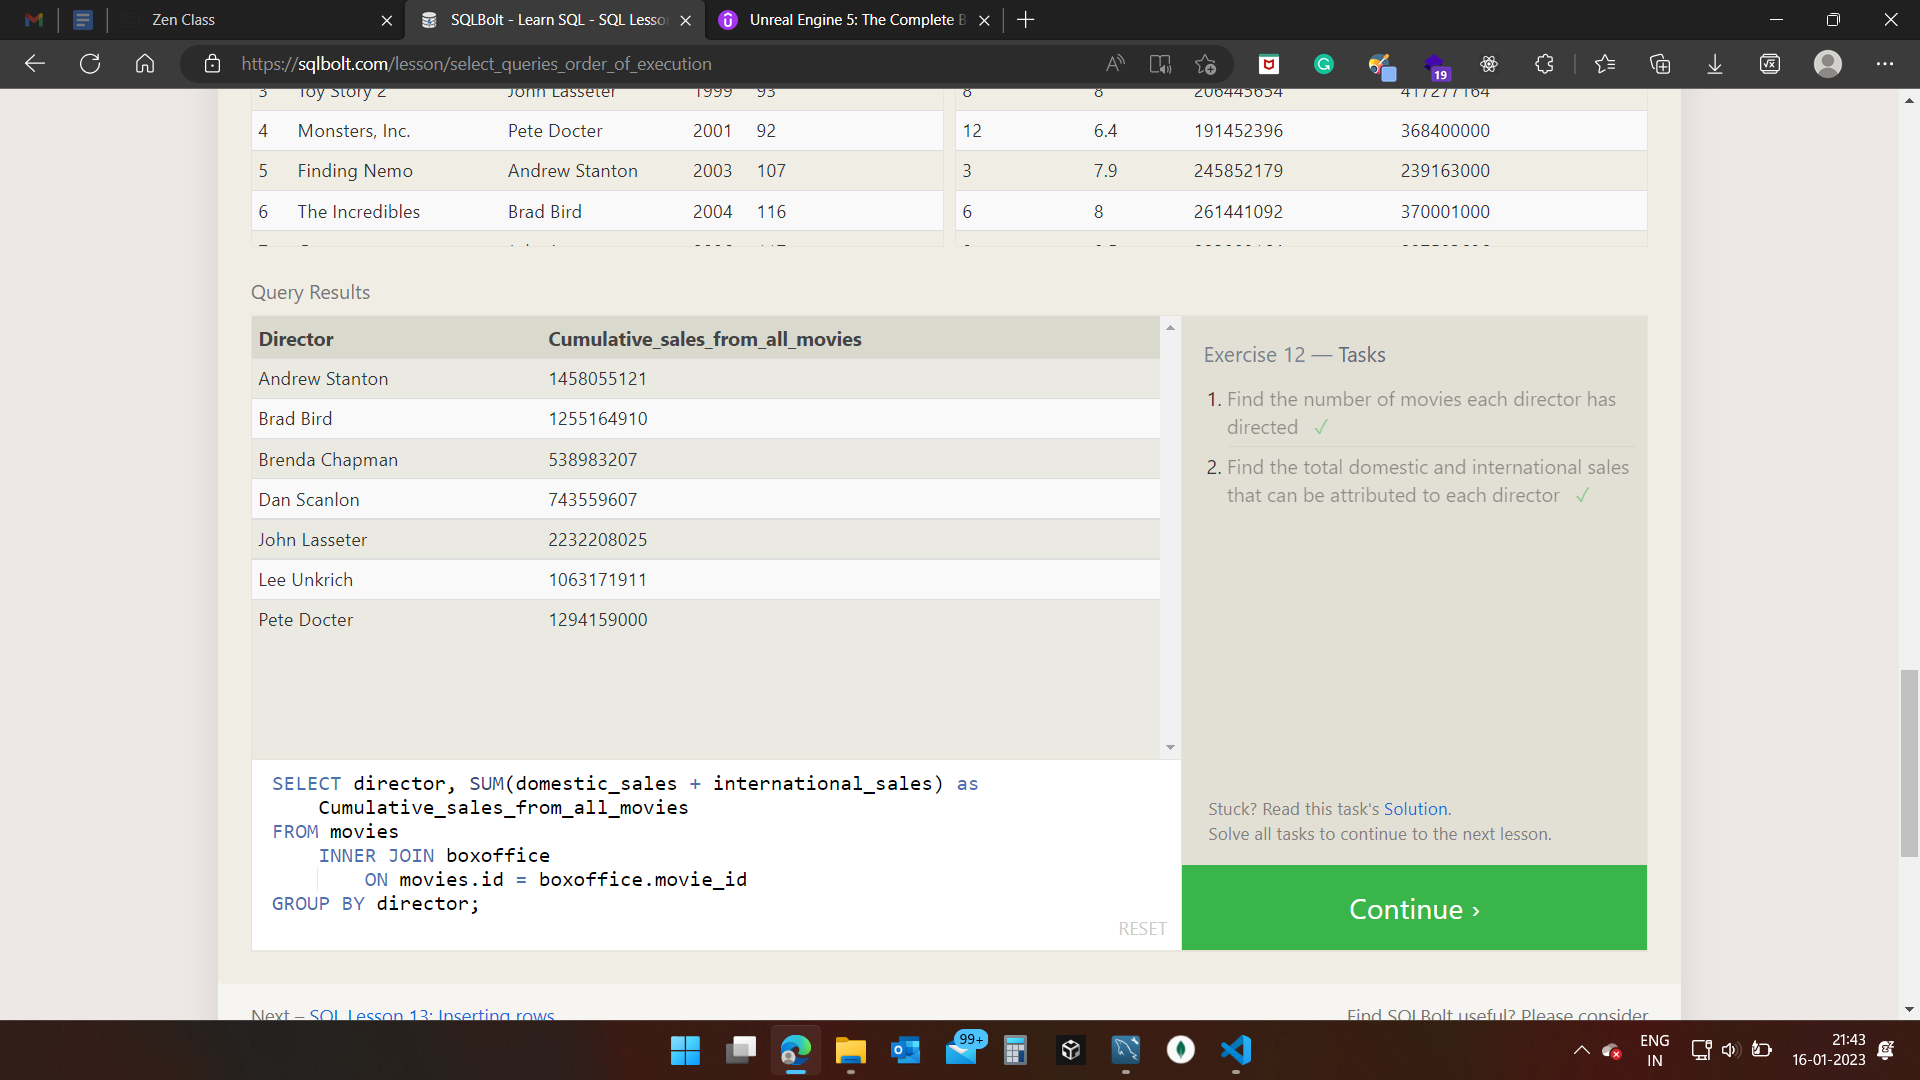 Zen Class
SQLBolt - Learn SQL - SQL Lesso
Unreal Engine 5: The Complete B
https://sqlbolt.com/lesson/select_queries_order_of_execution
19
3 Toy Story 2 John Lasseter 1999 93 8 8 206445654 417277164
4 Monsters, Inc. Pete Docter 2001 92 12 6.4 191452396 368400000
5 Finding Nemo Andrew Stanton 2003 107 3 7.9 245852179 239163000
6 The Incredibles Brad Bird 2004 116 6 8 261441092 370001000
Query Results
Director Cumulative_sales_from_all_movies
Andrew Stanton 1458055121
Brad Bird 1255164910
Brenda Chapman 538983207
Dan Scanlon 743559607
John Lasseter 2232208025
Lee Unkrich 1063171911
Pete Docter 1294159000
Exercise 12 — Tasks
1. Find the number of movies each director has
directed ✓
2. Find the total domestic and international sales
that can be attributed to each director ✓
SELECT director, SUM(domestic_sales + international_sales) as
Cumulative_sales_from_all_movies
FROM movies
INNER JOIN boxoffice
ON movies.id = boxoffice.movie_id
GROUP BY director;
RESET
Stuck? Read this task's Solution.
Solve all tasks to continue to the next lesson.
Continue ›
Next – SQL Lesson 13: Inserting rows
Find SQLBolt useful? Please consider
99+
ENG
IN
21:43
16-01-2023